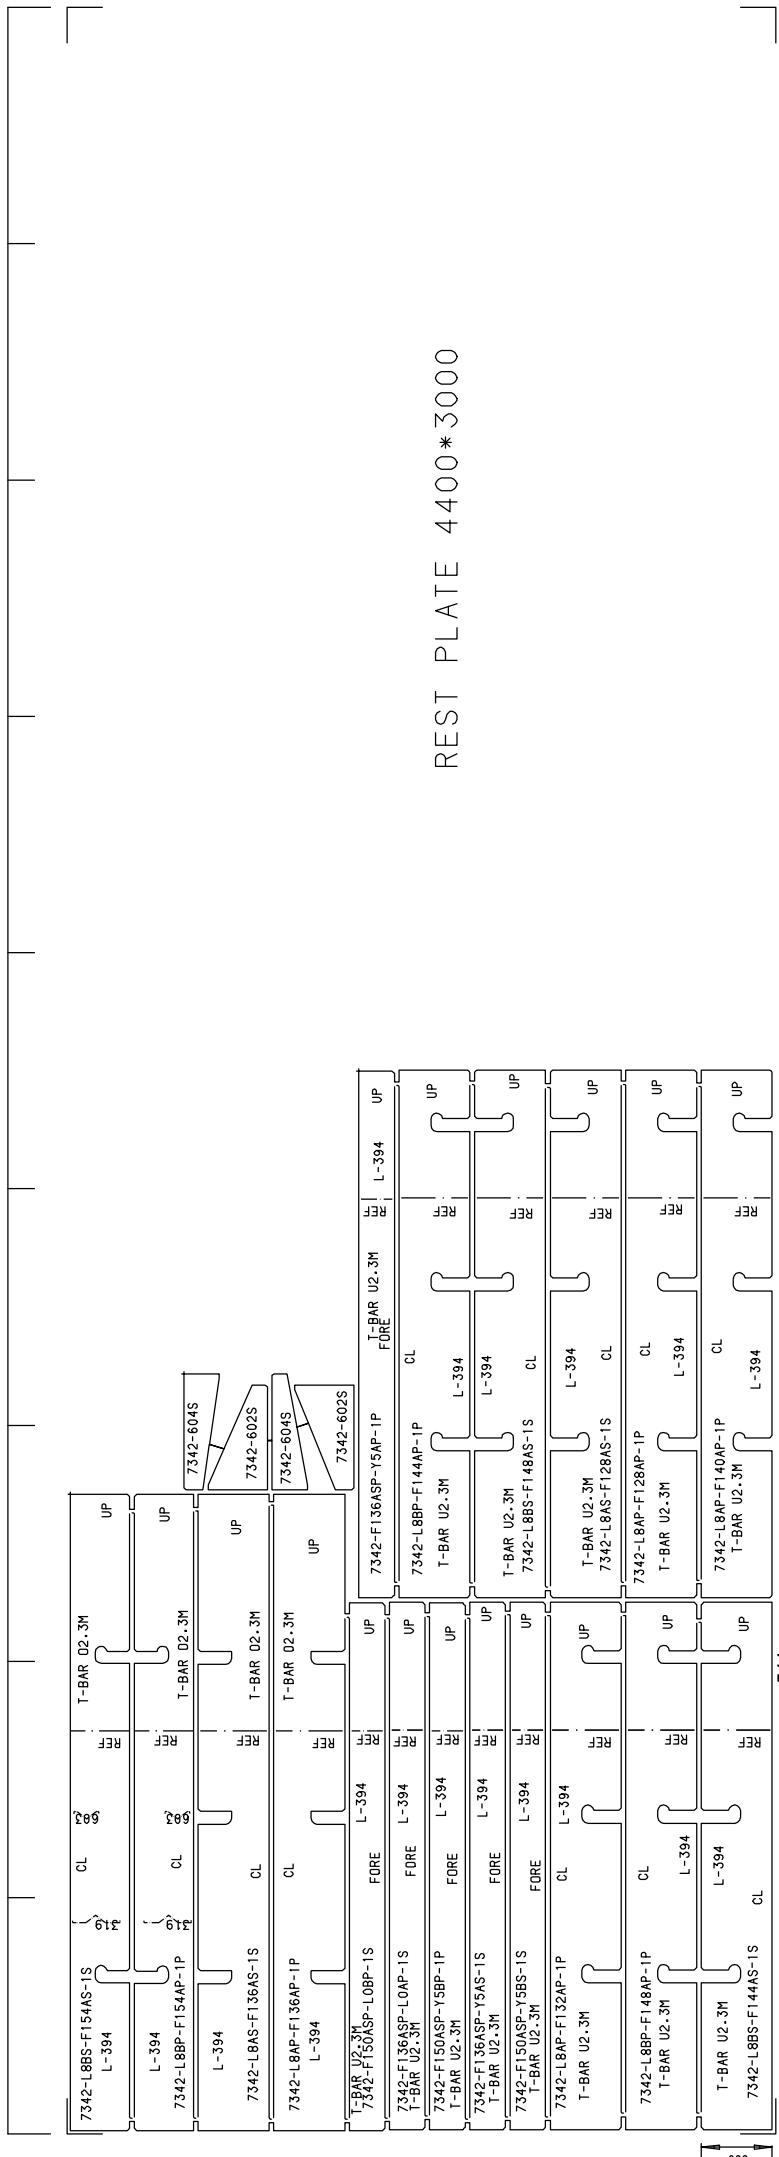 REST PLATE 4400*3000
UP
L-394
REF
T-BAR U2.3M
FORE
7342-F136ASP-Y5AP-1P
UP
REF
CL
L-394
7342-L8BP-F144AP-1P
T-BAR U2.3M
UP
REF
L-394
CL
T-BAR U2.3M
7342-L8BS-F148AS-1S
UP
REF
L-394
CL
T-BAR U2.3M
7342-L8AS-F128AS-1S
UP
REF
CL
L-394
7342-L8AP-F128AP-1P
T-BAR U2.3M
UP
REF
CL
L-394
7342-L8AP-F140AP-1P
T-BAR U2.3M
7342-604S
7342-602S
7342-604S
7342-602S
UP
T-BAR O2.3M
REF
603
CL
319
7342-L8BS-F154AS-1S
L-394
UP
T-BAR O2.3M
REF
603
CL
319
L-394
7342-L8BP-F154AP-1P
UP
T-BAR O2.3M
REF
CL
L-394
7342-L8AS-F136AS-1S
UP
T-BAR O2.3M
REF
CL
7342-L8AP-F136AP-1P
L-394
UP
REF
L-394
FORE
T-BAR U2.3M
7342-F150ASP-L0BP-1S
UP
REF
L-394
FORE
7342-F136ASP-L0AP-1S
T-BAR U2.3M
UP
REF
L-394
FORE
7342-F150ASP-Y5BP-1P
T-BAR U2.3M
UP
REF
L-394
FORE
7342-F136ASP-Y5AS-1S
T-BAR U2.3M
UP
REF
L-394
FORE
7342-F150ASP-Y5BS-1S
T-BAR U2.3M
UP
REF
L-394
CL
7342-L8AP-F132AP-1P
T-BAR U2.3M
UP
REF
L-394
CL
7342-L8BP-F148AP-1P
T-BAR U2.3M
UP
REF
L-394
CL
T-BAR U2.3M
7342-L8BS-F144AS-1S